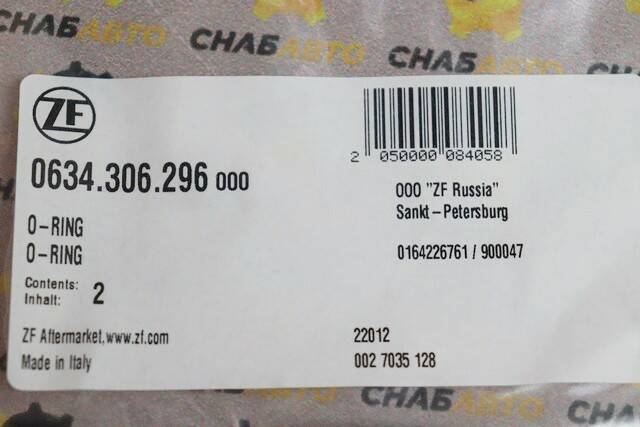 СНАБАВТО
СНАБАВТО
СНАБАВТО
ZF
0634.306.296 000
O-RING
O-RING
Contents:
Inhalt: 2
ZF Aftermarket,www.zf.com
Made in Italy
2 050000 084058
OOO "ZF Russia"
Sankt-Petersburg
0164226761 / 900047
22012
002 7035 128
СНАБАВТО
СНАБАВТО